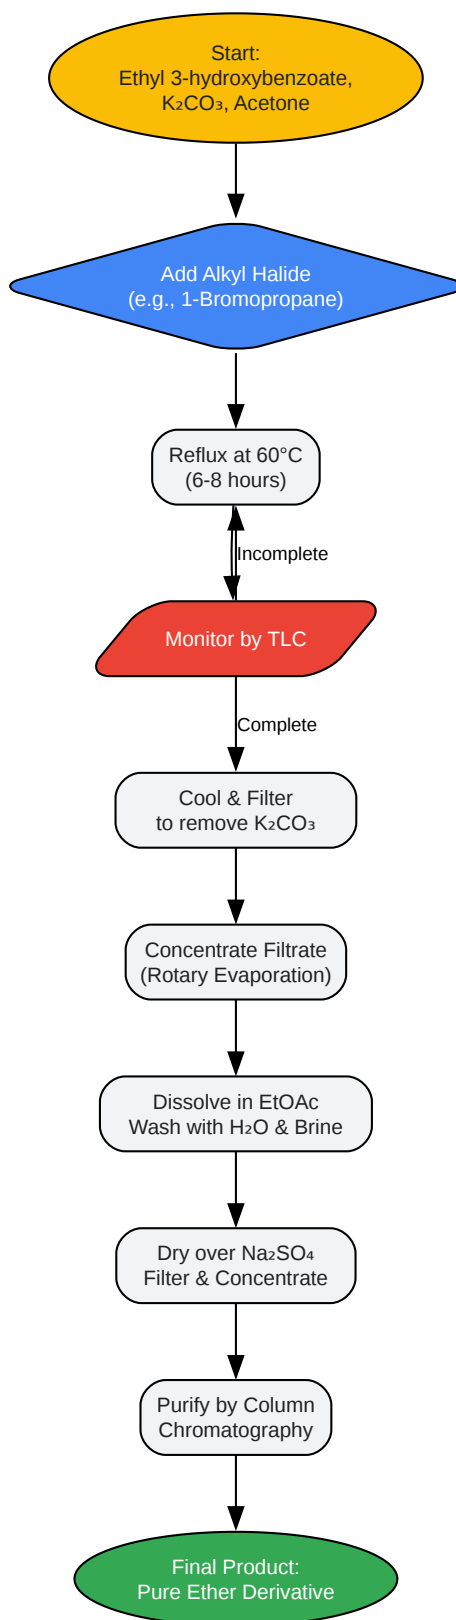 Start:
Ethyl 3-hydroxybenzoate,
K₂CO₃, Acetone
Add Alkyl Halide
(e.g., 1-Bromopropane)
Reflux at 60°C
(6-8 hours)
Incomplete
Monitor by TLC
Complete
Cool & Filter
to remove K₂CO₃
Concentrate Filtrate
(Rotary Evaporation)
Dissolve in EtOAc
Wash with H₂O & Brine
Dry over Na₂SO₄
Filter & Concentrate
Purify by Column
Chromatography
Final Product:
Pure Ether Derivative